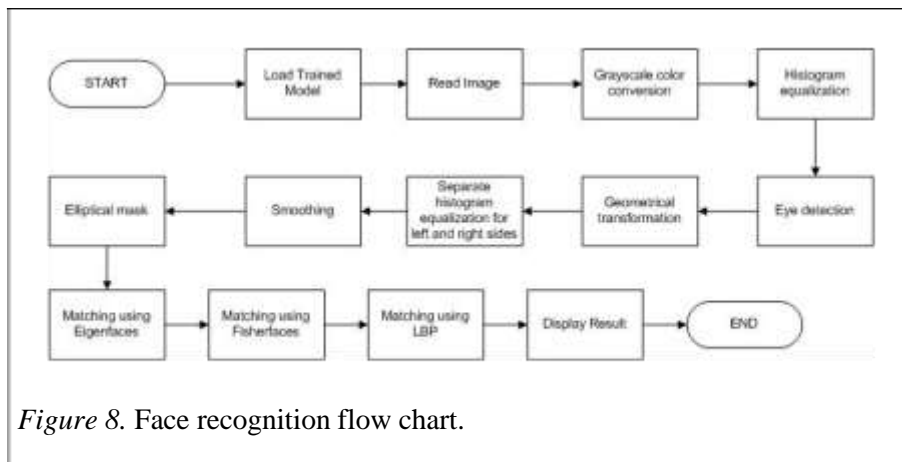 START
Load Trained
Model
Read Image
Grayscale color
conversion
Histogram
equalization
Eye detection
Geometrical
transformation
Separate
histogram
equalization for
left and right sides
Smoothing
Elliptical mask
Matching using
Eigenfaces
Matching using
Fisherfaces
Matching using
LBP
Display Result
END
Figure 8. Face recognition flow chart.